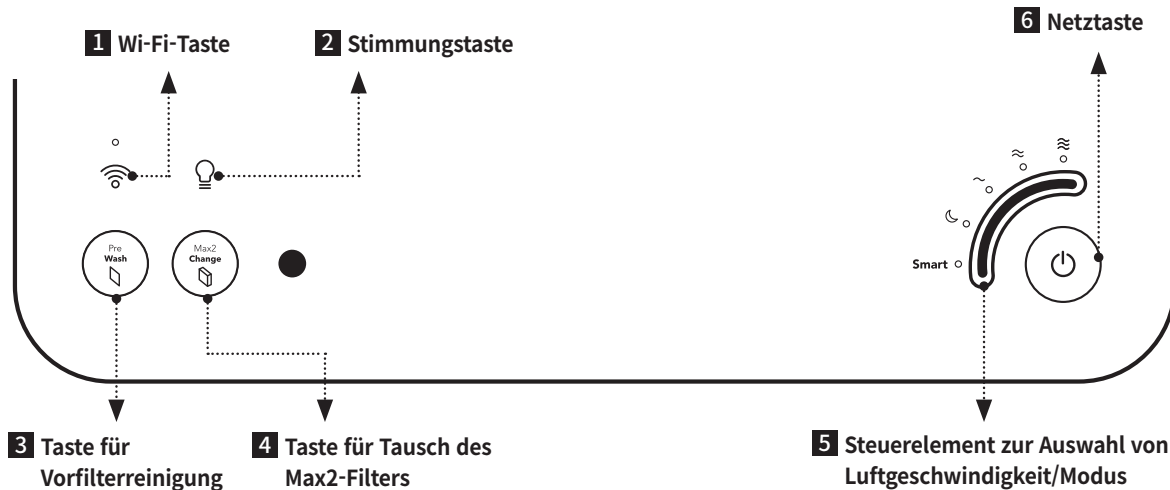 1 Wi-Fi-Taste
2 Stimmungstaste
6 Netztaste
Pre
Wash
Max2
Change
Smart
3 Taste für
Vorfilterreinigung
4 Taste für Tausch des
Max2-Filters
5 Steuerelement zur Auswahl von
Luftgeschwindigkeit/Modus